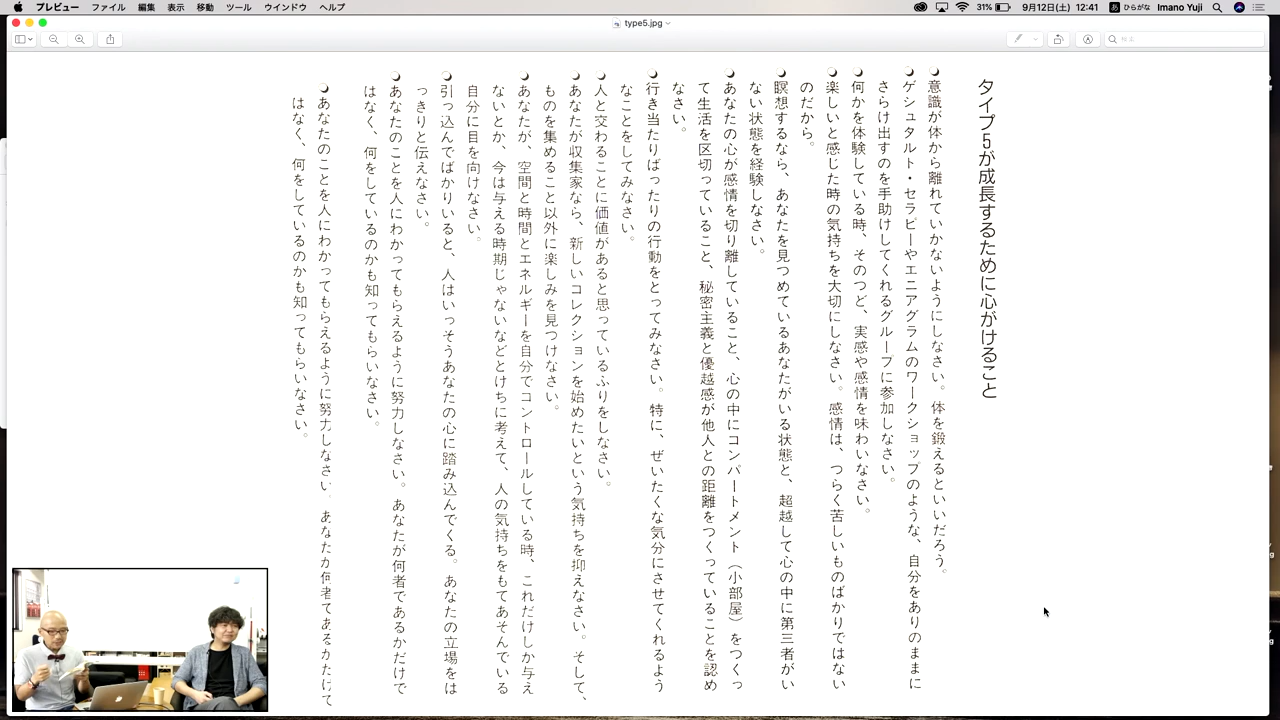 プレビュー ファイル 編集 表示 移動 ツール ウインドウ ヘルプ
31% 9月12日(土) 12:41 あ ひらがな Imano Yuji
type5.jpg
検索
タイプ5が成長するために心がけること
意識が体から離れていかないようにしなさい。体を鍛えるといいだろう。
ゲシュタルト・セラピーやエニアグラムのワークショップのような、自分をありのままに
さらけ出すのを手助けしてくれるグループに参加しなさい。
何かを体験している時、そのつど、実感や感情を味わいなさい。
楽しいと感じた時の気持ちを大切にしなさい。感情は、つらく苦しいものばかりではない
のだから。
瞑想するなら、あなたを見つめているあなたがいる状態と、超越して心の中に第三者がい
ない状態を経験しなさい。
あなたの心が感情を切り離していること、心の中にコンパートメント（小部屋）をつくっ
て生活を区切っていること、秘密主義と優越感が他人との距離をつくっていることを認め
なさい。
行き当たりばったりの行動をとってみなさい。特に、ぜいたくな気分にさせてくれるよう
なことをしてみなさい。
人と交わることに価値があると思っているふりをしなさい。
あなたが収集家なら、新しいコレクションを始めたいという気持ちを抑えなさい。そして、
ものを集めること以外に楽しみを見つけなさい。
あなたが、空間と時間とエネルギーを自分でコントロールしている時、これだけしか与え
ないとか、今は与える時期じゃないなどとけちに考えて、人の気持ちをもてあそんでいる
自分に目を向けなさい。
引っ込んでばかりいると、人はいっそうあなたの心に踏み込んでくる。あなたの立場をは
っきりと伝えなさい。
あなたのことを人にわかってもらえるように努力しなさい。あなたが何者であるかだけで
はなく、何をしているのかも知ってもらいなさい。
あなたのことを人にわかってもらえるように努力しなさい、あなたが何者であるかだけで
はなく、何をしているのかも知ってもらいなさい。